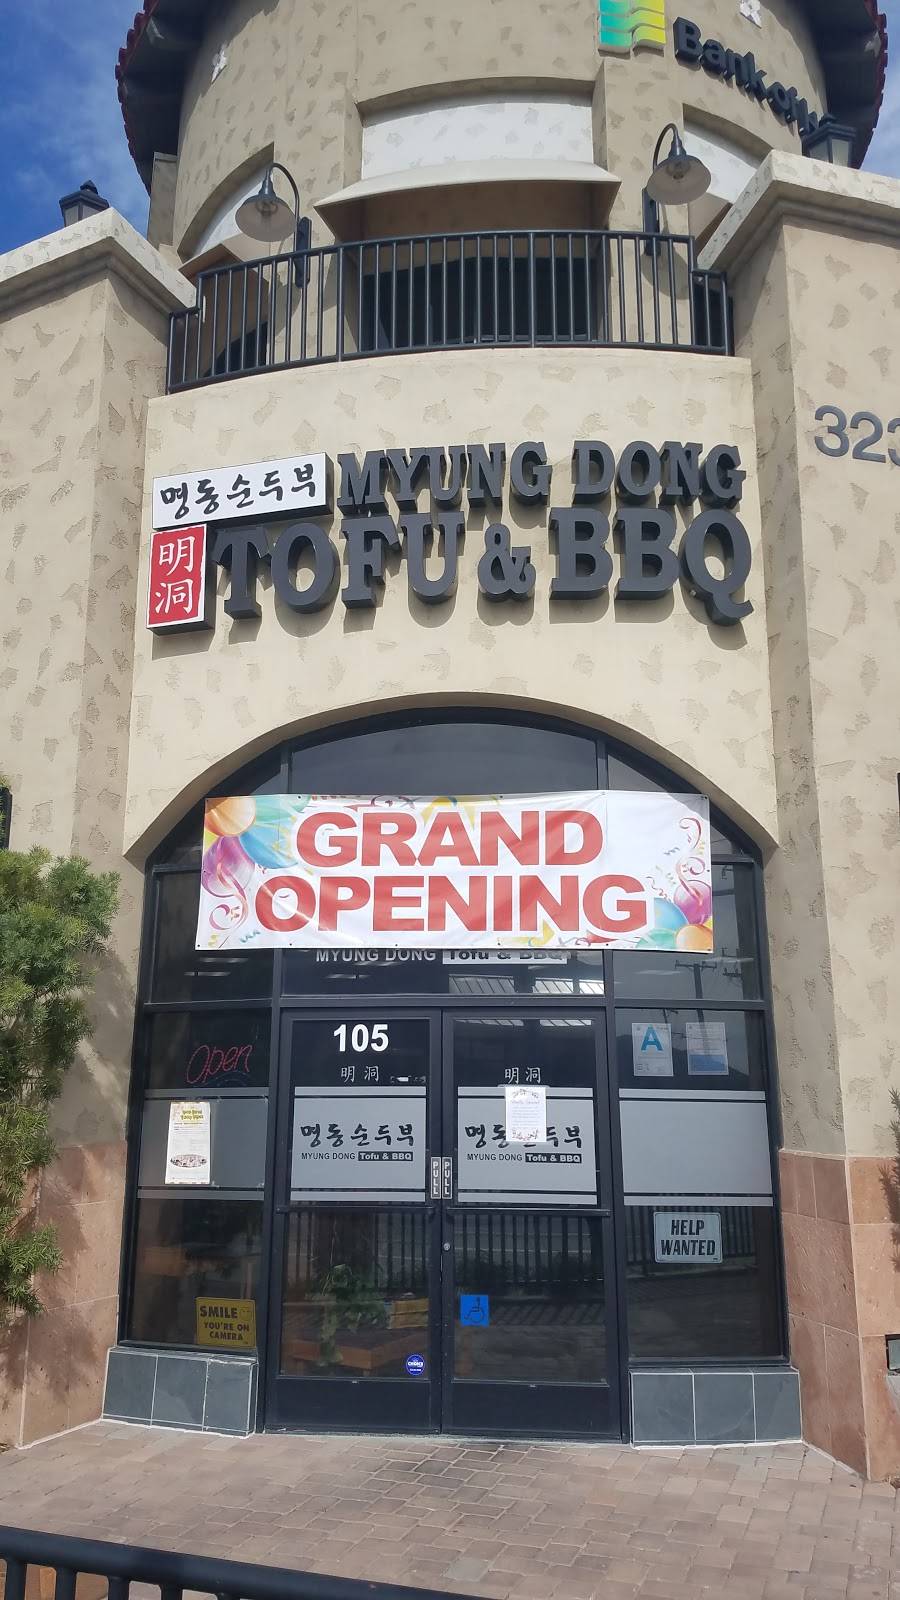 Bank of
323
명동순두부
MYUNG DONG
明洞
TOFU & BBQ
GRAND
OPENING
MYUNG DONG Tofu & BBQ
105
Open
A
明洞
明洞
명동순두부
MYUNG DONG Tofu & BBQ
명동순두부
MYUNG DONG Tofu & BBQ
PULL
PULL
HELP
WANTED
SMILE
YOU'RE ON
CAMERA